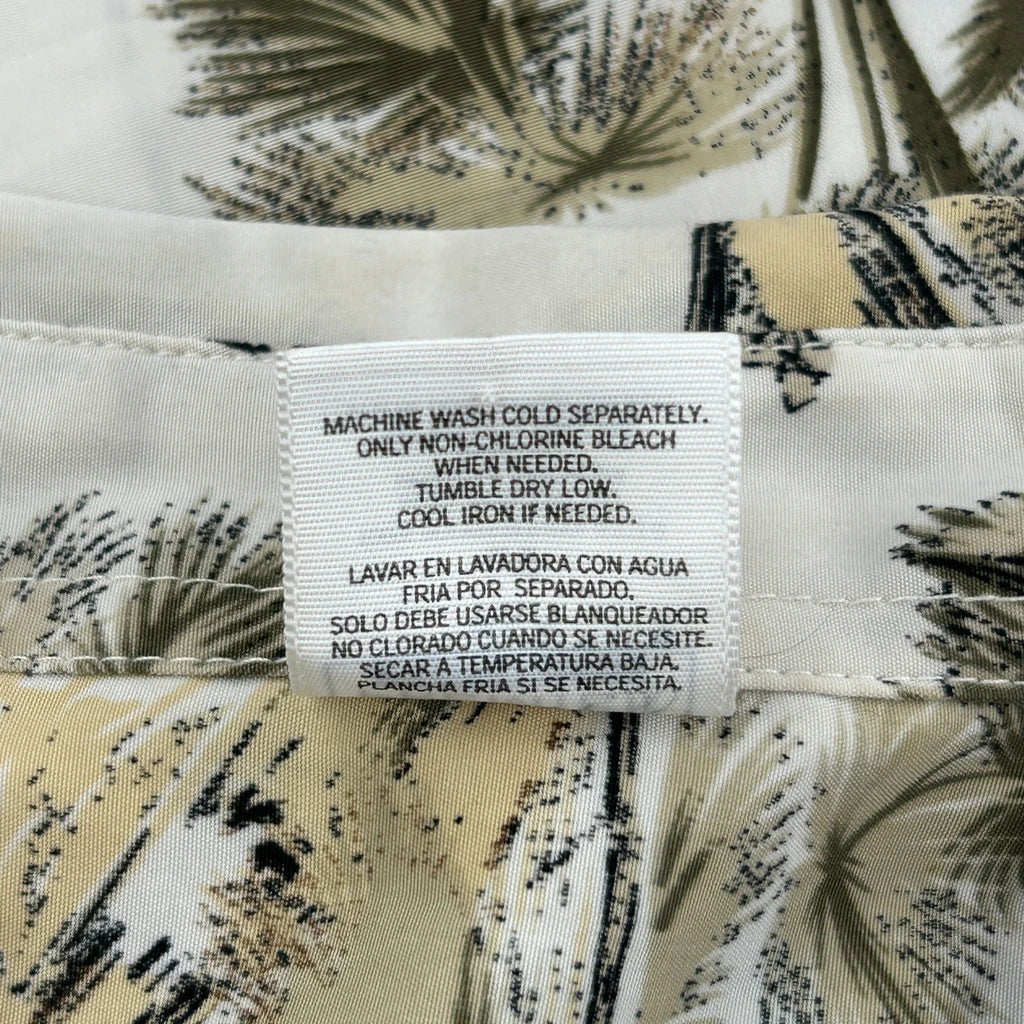 MACHINE WASH COLD SEPARATELY.
ONLY NON-CHLORINE BLEACH
WHEN NEEDED.
TUMBLE DRY LOW.
COOL IRON IF NEEDED.
LAVAR EN LAVADORA CON AGUA
FRIA POR SEPARADO.
SOLO DEBE USARSE BLANQUEADOR
NO CLORADO CUANDO SE NECESITE.
SECAR A TEMPERATURA BAJA.
PLANCHA FRIA SI SE NECESITA.